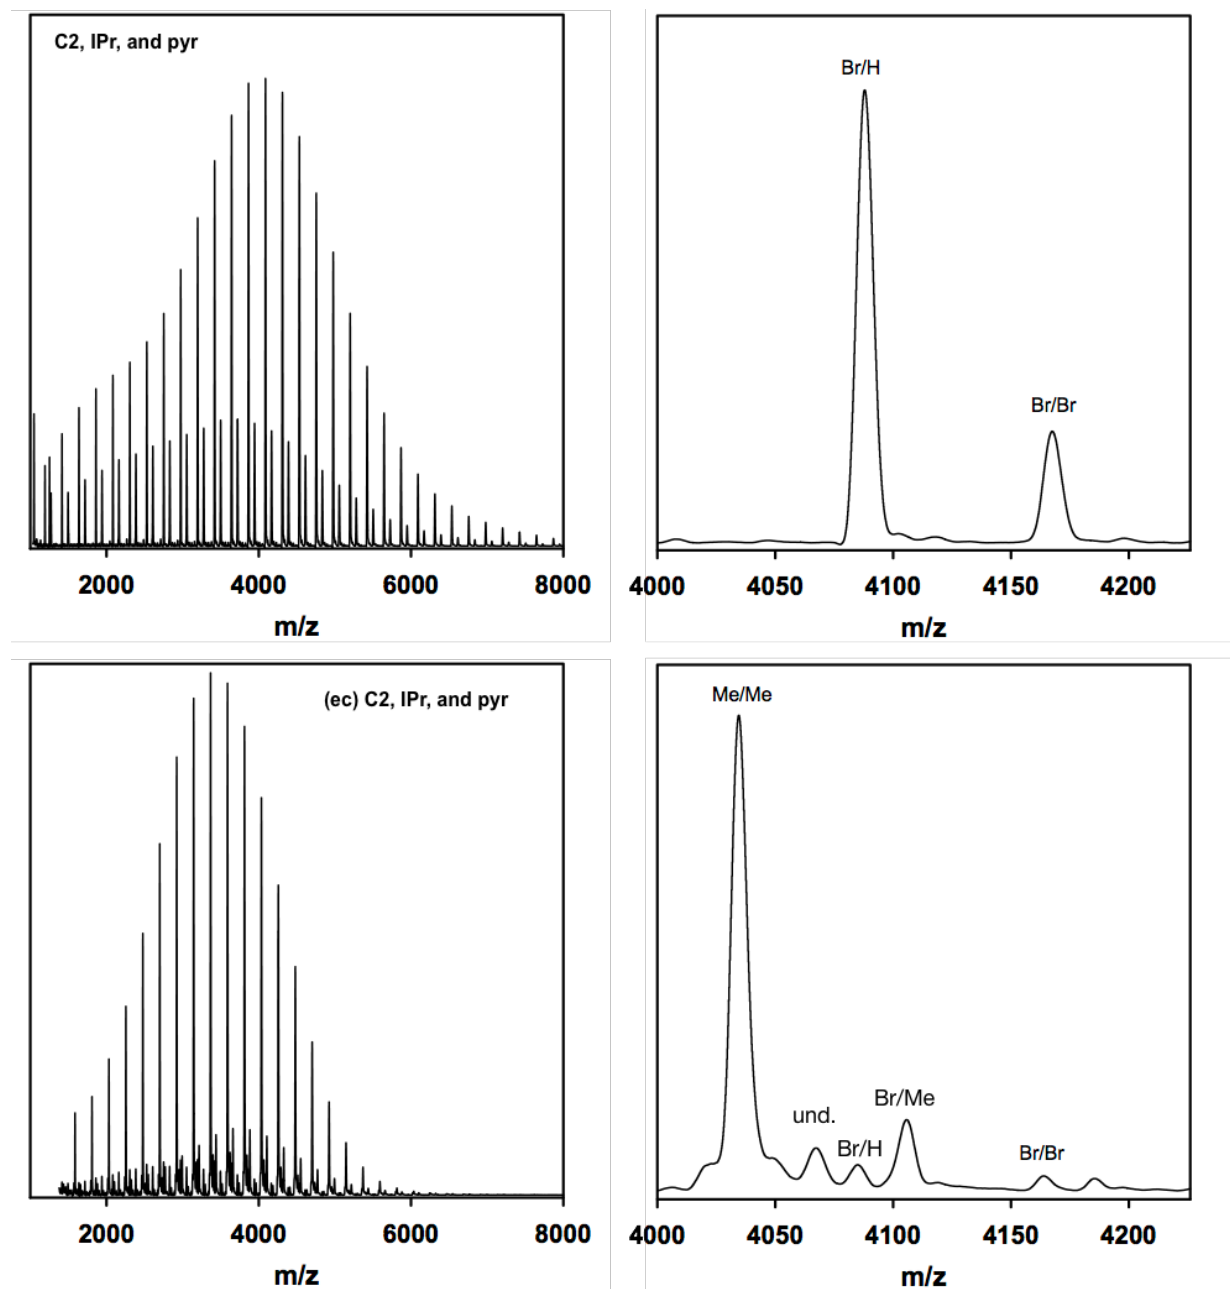 C2, IPr, and pyr
2000 4000 6000 8000
m/z
Br/H
Br/Br
4000 4050 4100 4150 4200
m/z
(ec) C2, IPr, and pyr
2000 4000 6000 8000
m/z
Me/Me
und.
Br/H
Br/Me
Br/Br
4000 4050 4100 4150 4200
m/z